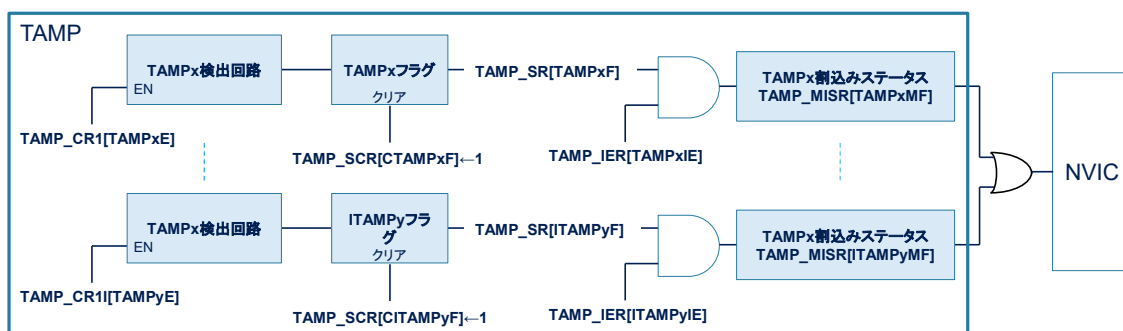 TAMP
TAMPx検出回路
EN
TAMPxフラグ
クリア
TAMP_SR[TAMPxF]
TAMPx割込みステータス
TAMP_MISR[TAMPxMF]
TAMP_CR1[TAMPxE]
TAMP_SCR[CTAMPxF]←1
TAMP_IER[TAMPxIE]
NVIC
TAMPx検出回路
EN
ITAMPyフラ
グ
クリア
TAMP_SR[ITAMPyF]
TAMPx割込みステータス
TAMP_MISR[ITAMPyMF]
TAMP_CR1I[TAMPyE]
TAMP_SCR[CITAMPyF]←1
TAMP_IER[ITAMPyIE]